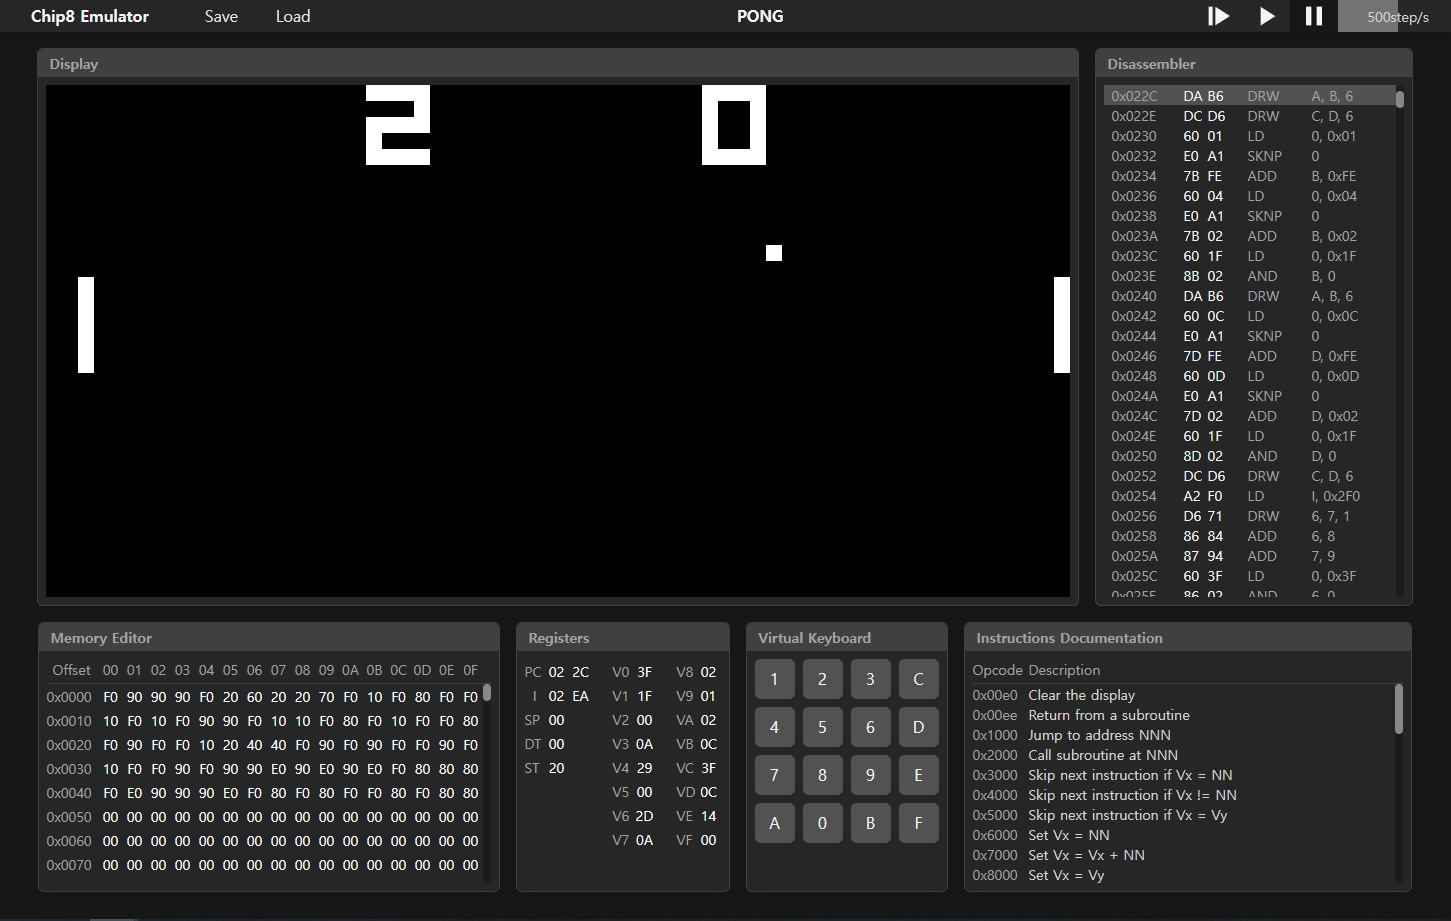 Chip8 Emulator Save Load PONG 500step/s
Display
2 0
Disassembler
0x022C DA B6 DRW A, B, 6
0x022E DC D6 DRW C, D, 6
0x0230 60 01 LD 0, 0x01
0x0232 E0 A1 SKNP 0
0x0234 7B FE ADD B, 0xFE
0x0236 60 04 LD 0, 0x04
0x0238 E0 A1 SKNP 0
0x023A 7B 02 ADD B, 0x02
0x023C 60 1F LD 0, 0x1F
0x023E 8B 02 AND B, 0
0x0240 DA B6 DRW A, B, 6
0x0242 60 0C LD 0, 0x0C
0x0244 E0 A1 SKNP 0
0x0246 7D FE ADD D, 0xFE
0x0248 60 0D LD 0, 0x0D
0x024A E0 A1 SKNP 0
0x024C 7D 02 ADD D, 0x02
0x024E 60 1F LD 0, 0x1F
0x0250 8D 02 AND D, 0
0x0252 DC D6 DRW C, D, 6
0x0254 A2 F0 LD I, 0x2F0
0x0256 D6 71 DRW 6, 7, 1
0x0258 86 84 ADD 6, 8
0x025A 87 94 ADD 7, 9
0x025C 60 3F LD 0, 0x3F
0x025E 86 02 AND 6, 0
Memory Editor
Offset 00 01 02 03 04 05 06 07 08 09 0A 0B 0C 0D 0E 0F
0x0000 F0 90 90 90 F0 20 60 20 20 70 F0 10 F0 80 F0 F0
0x0010 10 F0 10 F0 90 90 F0 10 10 F0 80 F0 10 F0 F0 80
0x0020 F0 90 F0 F0 10 20 40 40 F0 90 F0 90 F0 F0 90 F0
0x0030 10 F0 F0 90 F0 90 90 E0 90 E0 90 E0 F0 80 80 80
0x0040 F0 E0 90 90 90 E0 F0 80 F0 80 F0 F0 80 F0 80 80
0x0050 00 00 00 00 00 00 00 00 00 00 00 00 00 00 00 00
0x0060 00 00 00 00 00 00 00 00 00 00 00 00 00 00 00 00
0x0070 00 00 00 00 00 00 00 00 00 00 00 00 00 00 00 00
Registers
PC 02 2C V0 3F V8 02
I 02 EA V1 1F V9 01
SP 00 V2 00 VA 02
DT 00 V3 0A VB 0C
ST 20 V4 29 VC 3F
V5 00 VD 0C
V6 2D VE 14
V7 0A VF 00
Virtual Keyboard
1 2 3 C
4 5 6 D
7 8 9 E
A 0 B F
Instructions Documentation
Opcode Description
0x00e0 Clear the display
0x00ee Return from a subroutine
0x1000 Jump to address NNN
0x2000 Call subroutine at NNN
0x3000 Skip next instruction if Vx = NN
0x4000 Skip next instruction if Vx != NN
0x5000 Skip next instruction if Vx = Vy
0x6000 Set Vx = NN
0x7000 Set Vx = Vx + NN
0x8000 Set Vx = Vy